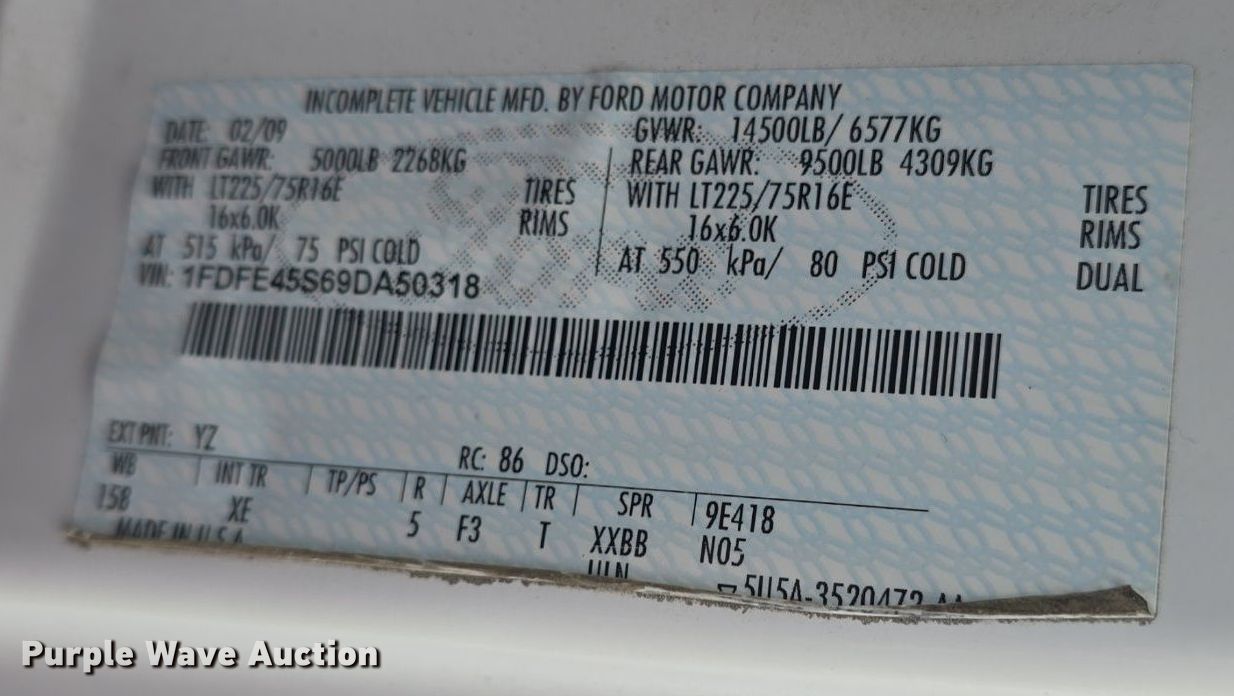 INCOMPLETE VEHICLE MFD. BY FORD MOTOR COMPANY
DATE: 02/09 GVWR: 14500LB/ 6577KG
FRONT GAWR: 5000LB 2268KG REAR GAWR: 9500LB 4309KG
WITH LT225/75R16E TIRES WITH LT225/75R16E TIRES
16x6.0K RIMS 16x6.0K RIMS
AT 515 kPa/ 75 PSI COLD AT 550 kPa/ 80 PSI COLD DUAL
VIN: 1FDFE45S69DA50318
EXT PNT: YZ RC: 86 DSO:
WB INT TR TP/PS R AXLE TR SPR 9E418
158 XE 5 F3 T XXBB N05
MADE IN U.S.A.
Purple Wave Auction